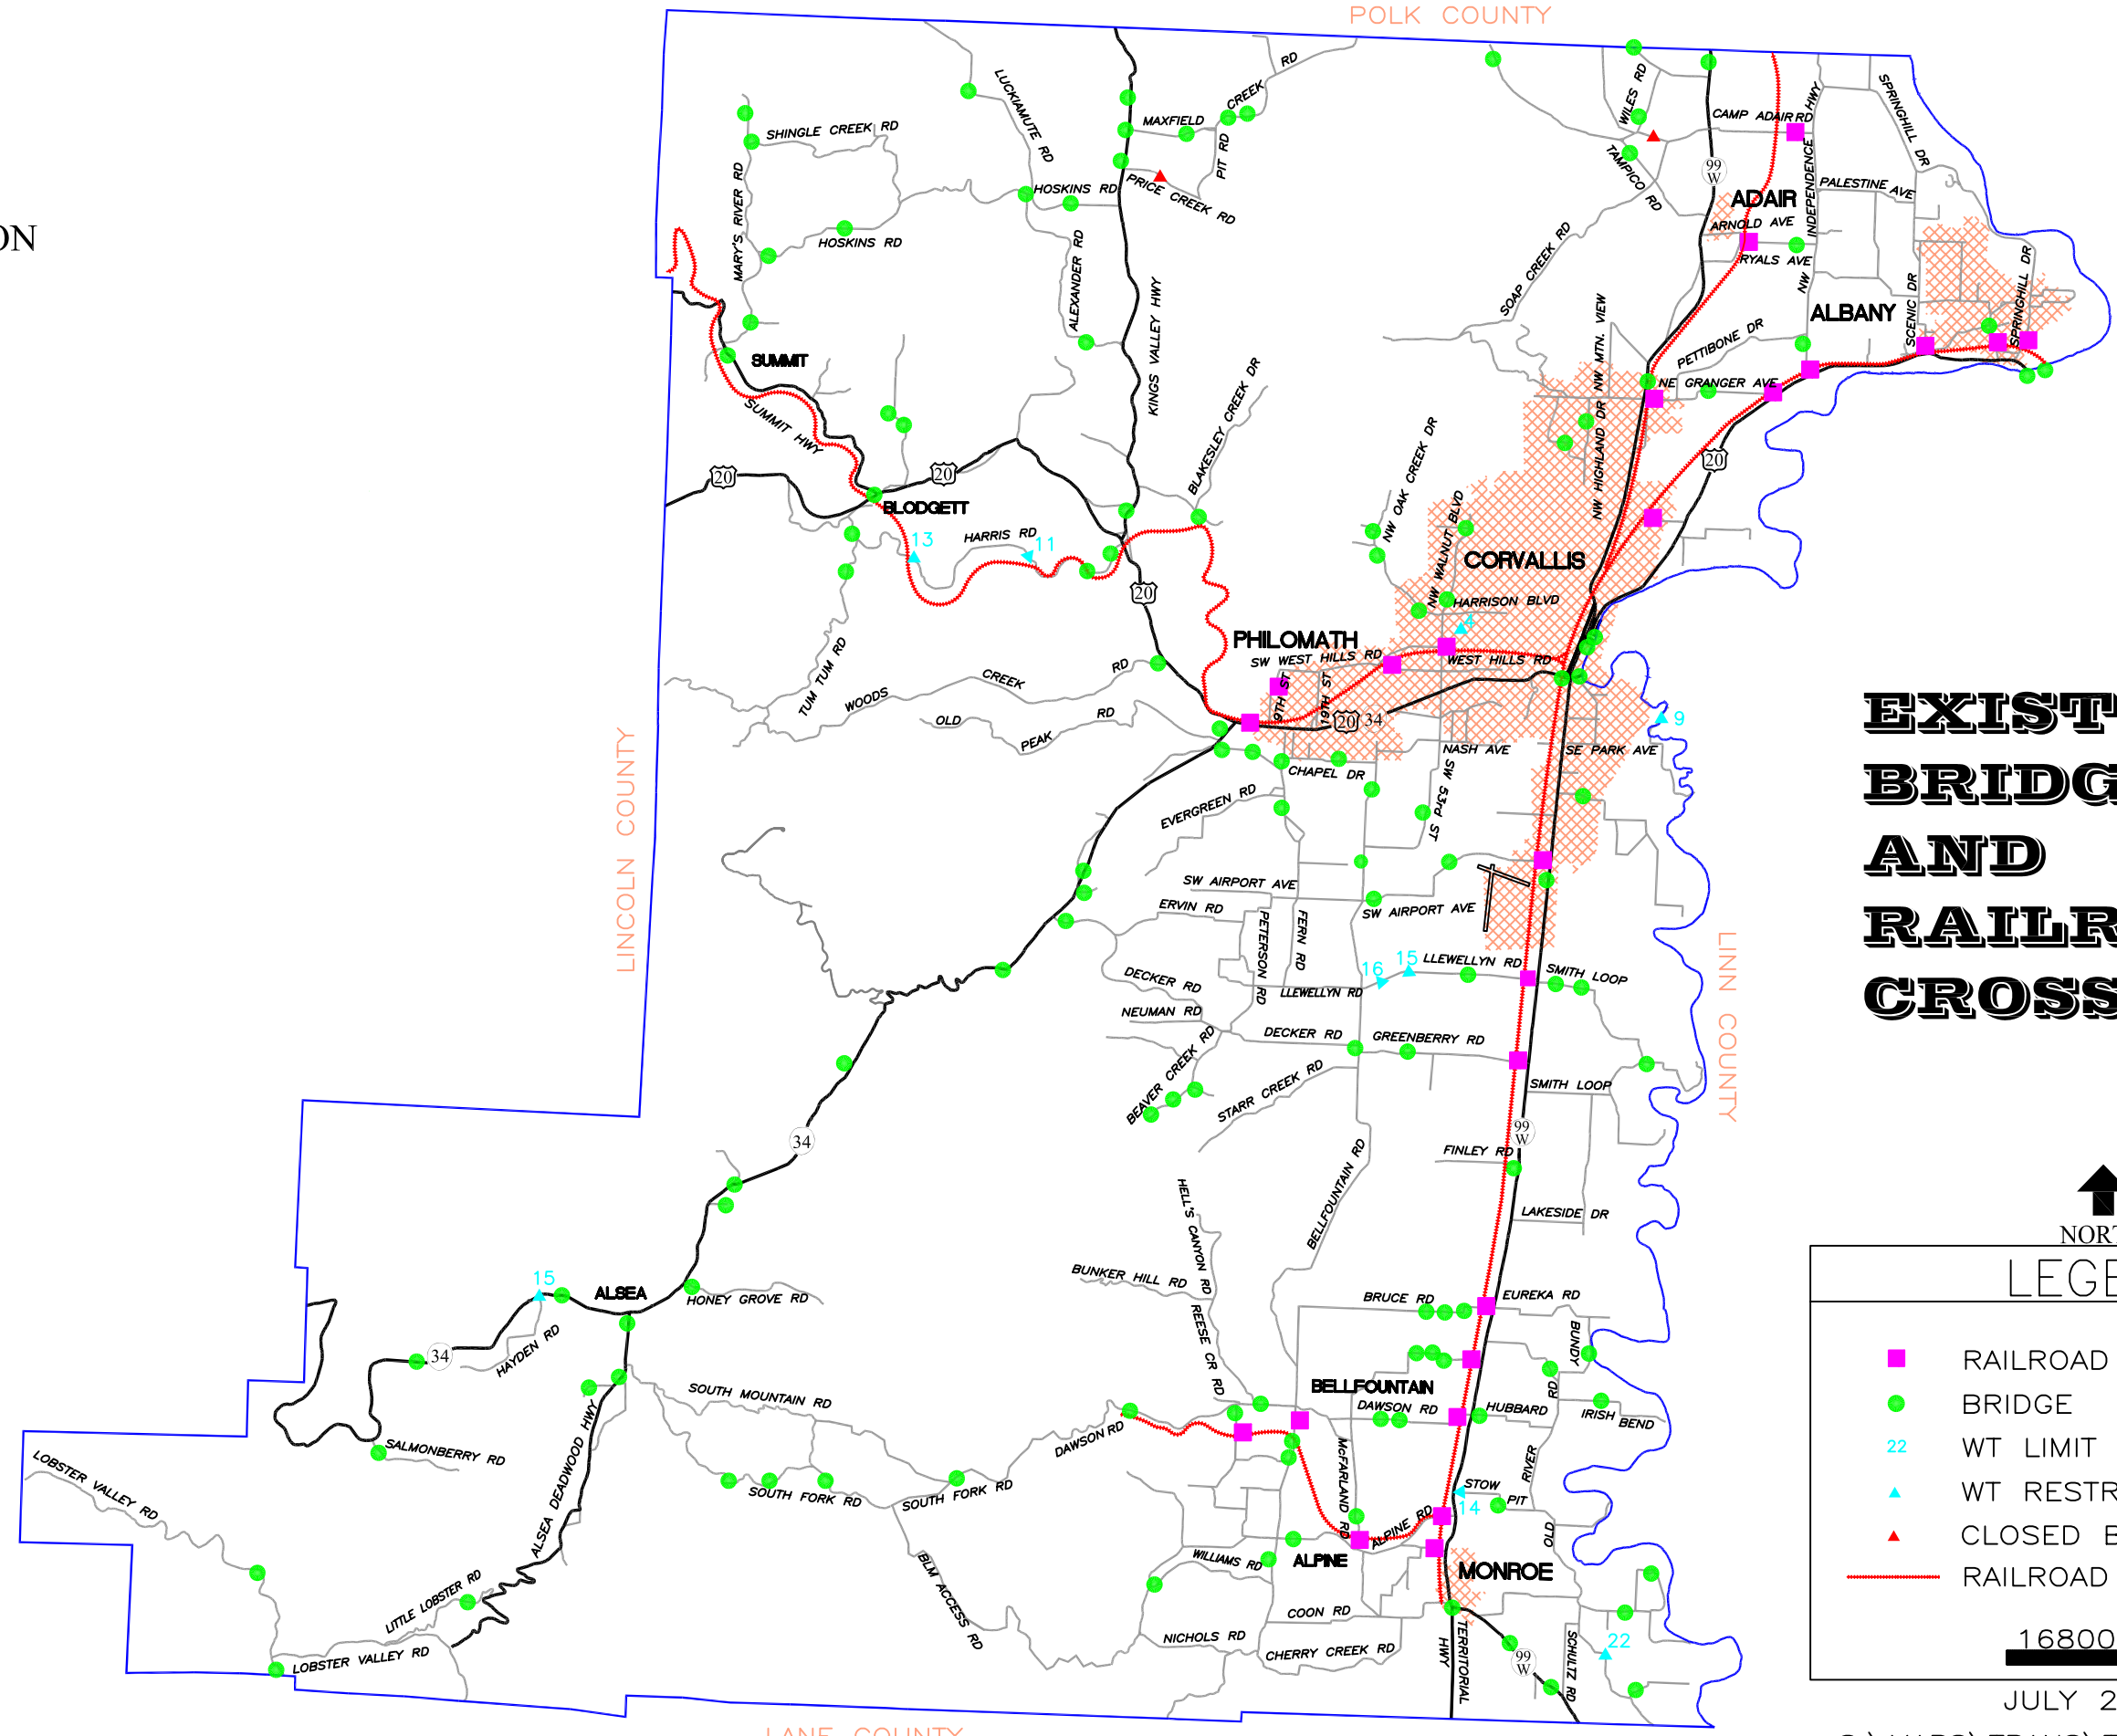 POLK COUNTY
ON
LUCKIAMUTE RD
MAXFIELD
CREEK
RD
PIT RD
WILES RD
CAMP ADAIR RD
SPRINGHILL DR
SHINGLE CREEK RD
MARY'S RIVER RD
HOSKINS RD
PRICE CREEK RD
TAMPICO RD
99
W
ADAIR
INDEPENDENCE HWY
NW
PALESTINE AVE
ARNOLD AVE
RYALS AVE
HOSKINS RD
ALEXANDER RD
KINGS VALLEY HWY
SOAP CREEK RD
ALBANY
SCENIC DR
SPRINGHILL DR
NW MTN. VIEW
NW HIGHLAND DR
PETTIBONE DR
NE GRANGER AVE
SUMMIT
SUMMIT HWY
BLAKESLEY CREEK DR
NW OAK CREEK DR
NW WALNUT BLVD
20
20
20
BLODGETT
13
HARRIS RD
11
20
CORVALLIS
HARRISON BLVD
4
PHILOMATH
SW WEST HILLS RD
WEST HILLS RD
TUM TUM RD
WOODS
CREEK
RD
OLD
PEAK
RD
9TH ST
19TH ST
20
34
9
NASH AVE
SE PARK AVE
CHAPEL DR
SW 53rd ST
EVERGREEN RD
LINCOLN COUNTY
EXIST
BRIDG
AND
RAILR
CROSS
SW AIRPORT AVE
SW AIRPORT AVE
ERVIN RD
PETERSON RD
FERN RD
LLEWELLYN RD
15
16
LLEWELLYN RD
SMITH LOOP
LINN COUNTY
DECKER RD
NEUMAN RD
BEAVER CREEK RD
DECKER RD
GREENBERRY RD
STARR CREEK RD
SMITH LOOP
34
99
W
FINLEY RD
BELLFOUNTAIN RD
HELL'S CANYON RD
LAKESIDE DR
NORT
LEGE
RAILROAD
BRIDGE
22
WT LIMIT
WT RESTR
CLOSED B
RAILROAD
16800
JULY 2
BUNKER HILL RD
REESE CR RD
BRUCE RD
EUREKA RD
BUNDY
RD
15
ALSEA
HONEY GROVE RD
34
HAYDEN RD
BELLFOUNTAIN
DAWSON RD
HUBBARD
IRISH BEND
SOUTH MOUNTAIN RD
DAWSON RD
McFARLAND RD
RIVER
OLD
SALMONBERRY RD
LOBSTER VALLEY RD
ALSEA DEADWOOD HWY
SOUTH FORK RD
SOUTH FORK RD
STOW
PIT
14
ALPINE RD
WILLIAMS RD
ALPINE
MONROE
BLM ACCESS RD
LITTLE LOBSTER RD
LOBSTER VALLEY RD
COON RD
NICHOLS RD
CHERRY CREEK RD
TERRITORIAL
HWY
99
W
SCHULTZ RD
22